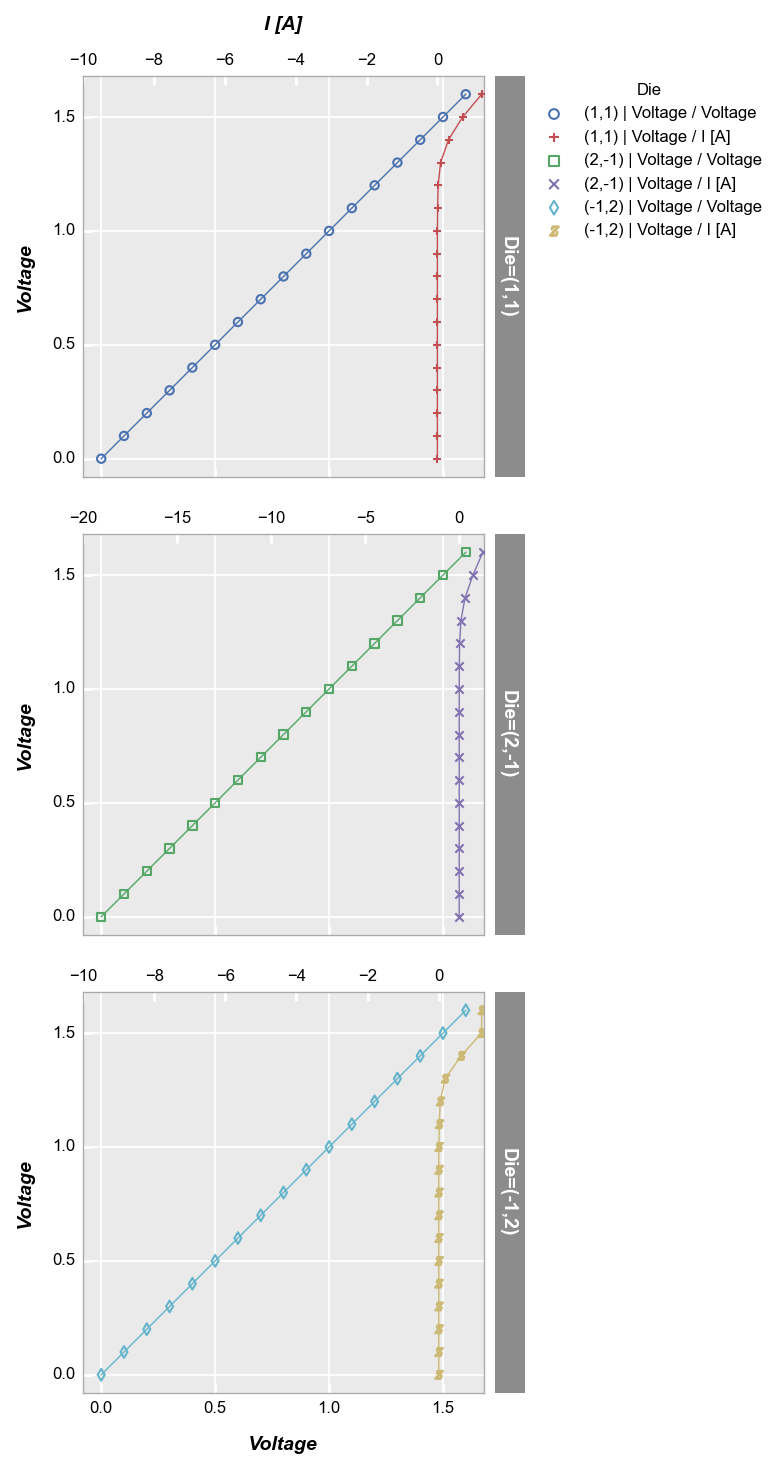 I [A]
−10 −8 −6 −4 −2 0
Die
(1,1) | Voltage / Voltage
(1,1) | Voltage / I [A]
(2,-1) | Voltage / Voltage
(2,-1) | Voltage / I [A]
(-1,2) | Voltage / Voltage
(-1,2) | Voltage / I [A]
1.5
1.0
0.5
0.0
Voltage
Die=(1,1)
−20 −15 −10 −5 0
1.5
1.0
0.5
0.0
Voltage
Die=(2,-1)
−10 −8 −6 −4 −2 0
1.5
1.0
0.5
0.0
Voltage
Die=(-1,2)
0.0 0.5 1.0 1.5
Voltage